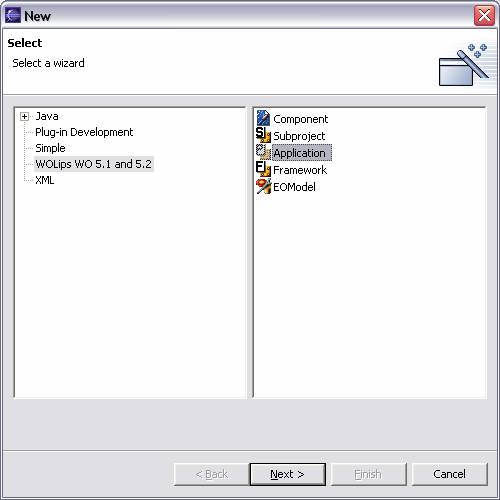 New
Select
Select a wizard
Java
Plug-in Development
Simple
WOLips WO 5.1 and 5.2
XML
Component
Subproject
Application
Framework
EOModel
< Back
Next >
Finish
Cancel